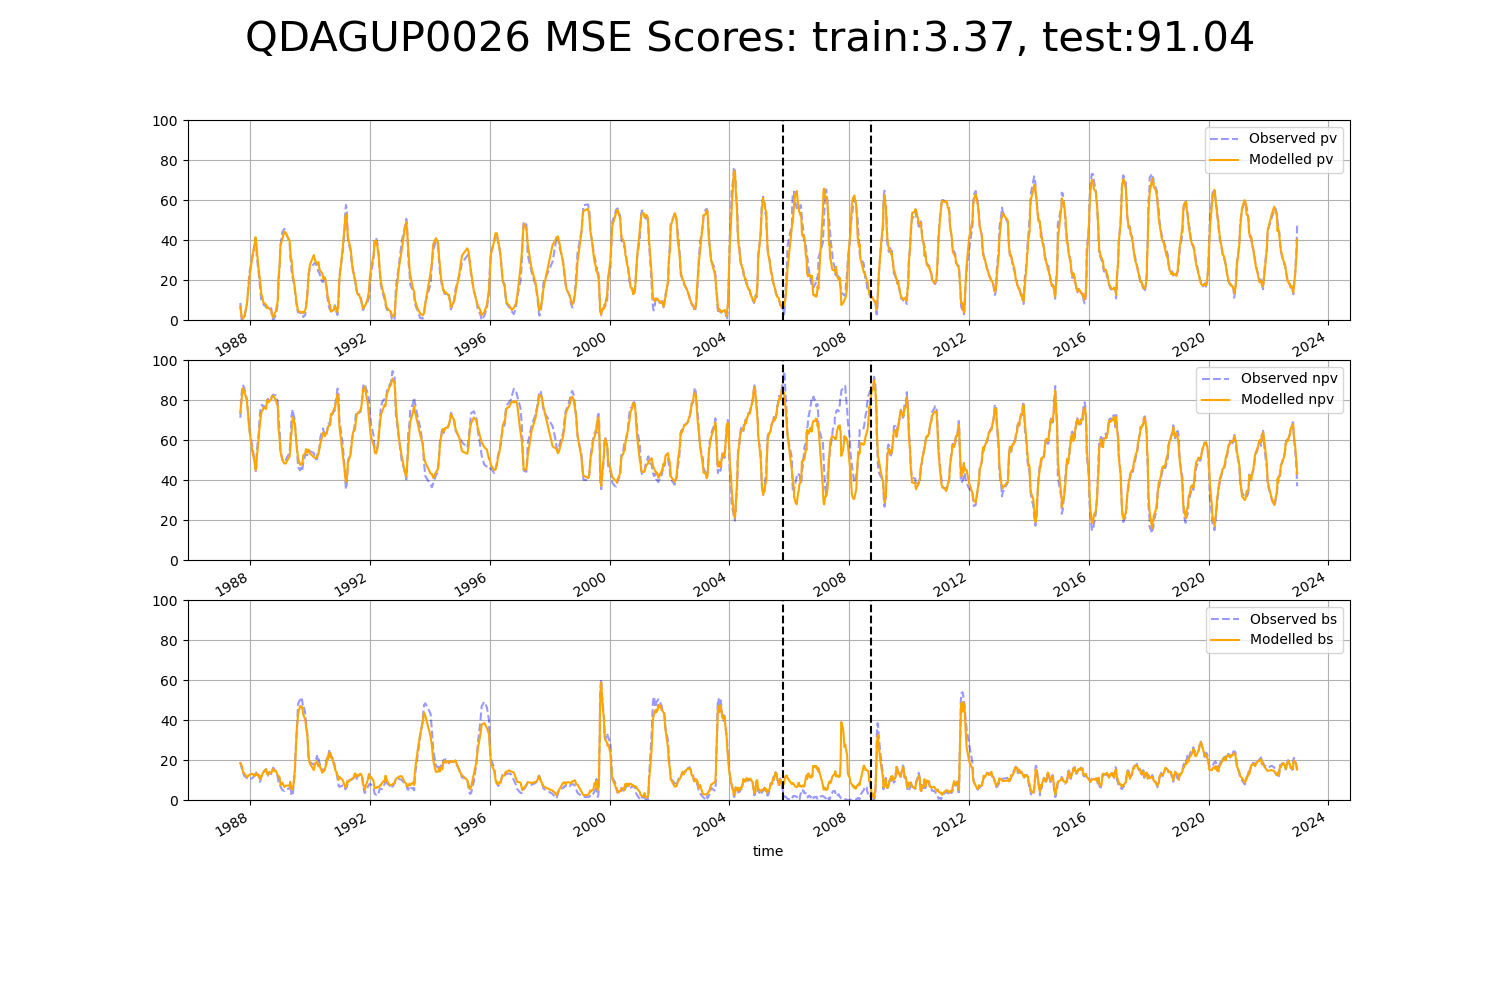 QDAGUP0026 MSE Scores: train:3.37, test:91.04
100
80
60
40
20
0
Observed pv
Modelled pv
1988 1992 1996 2000 2004 2008 2012 2016 2020 2024
100
80
60
40
20
0
Observed npv
Modelled npv
1988 1992 1996 2000 2004 2008 2012 2016 2020 2024
100
80
60
40
20
0
Observed bs
Modelled bs
1988 1992 1996 2000 2004 2008 2012 2016 2020 2024
time